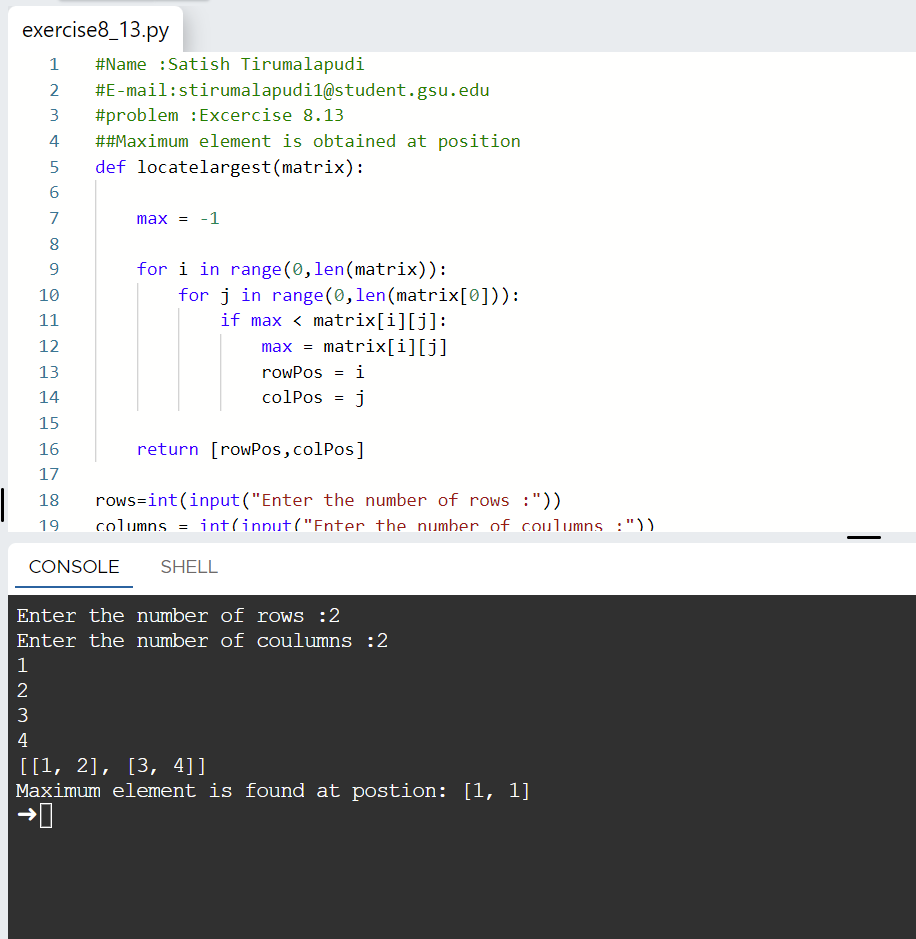 exercise8_13.py
1 #Name :Satish Tirumalapudi
2 #E-mail:stirumalapudi1@student.gsu.edu
3 #problem :Excercise 8.13
4 ##Maximum element is obtained at position
5 def locatelargest(matrix):
6
7 max = -1
8
9 for i in range(0,len(matrix)):
10 for j in range(0,len(matrix[0])):
11 if max < matrix[i][j]:
12 max = matrix[i][j]
13 rowPos = i
14 colPos = j
15
16 return [rowPos,colPos]
17
18 rows=int(input("Enter the number of rows :"))
19 columns = int(input("Enter the number of coulumns :"))
CONSOLE SHELL
Enter the number of rows :2
Enter the number of coulumns :2
1
2
3
4
[[1, 2], [3, 4]]
Maximum element is found at postion: [1, 1]